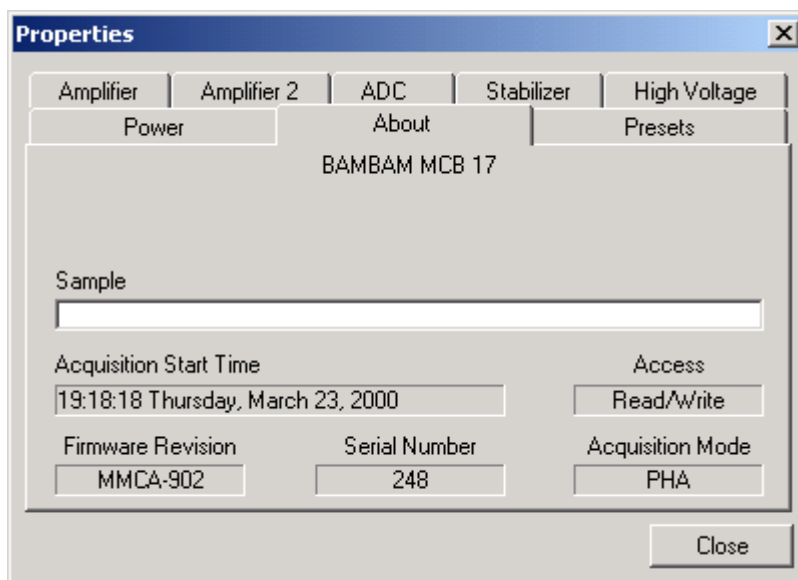 Properties
Amplifier Amplifier 2 ADC Stabilizer High Voltage
Power About Presets
BAMBAM MCB 17
Sample
Acquisition Start Time Access
19:18:18 Thursday, March 23, 2000 Read/Write
Firmware Revision Serial Number Acquisition Mode
MMCA-902 248 PHA
Close